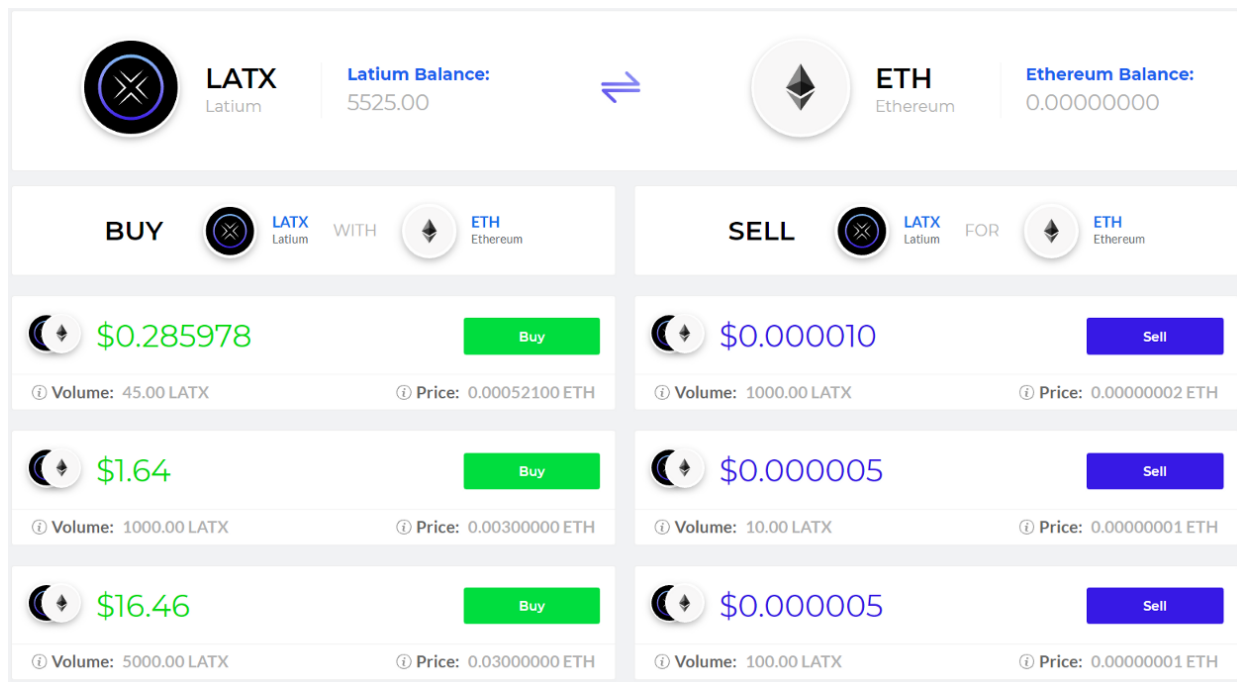 LATX
Latium
Latium Balance:
5525.00
ETH
Ethereum
Ethereum Balance:
0.00000000
BUY LATX Latium WITH ETH Ethereum
SELL LATX Latium FOR ETH Ethereum
$0.285978 Buy
Volume: 45.00 LATX Price: 0.00052100 ETH
$0.000010 Sell
Volume: 1000.00 LATX Price: 0.00000002 ETH
$1.64 Buy
Volume: 1000.00 LATX Price: 0.00300000 ETH
$0.000005 Sell
Volume: 10.00 LATX Price: 0.00000001 ETH
$16.46 Buy
Volume: 5000.00 LATX Price: 0.03000000 ETH
$0.000005 Sell
Volume: 100.00 LATX Price: 0.00000001 ETH